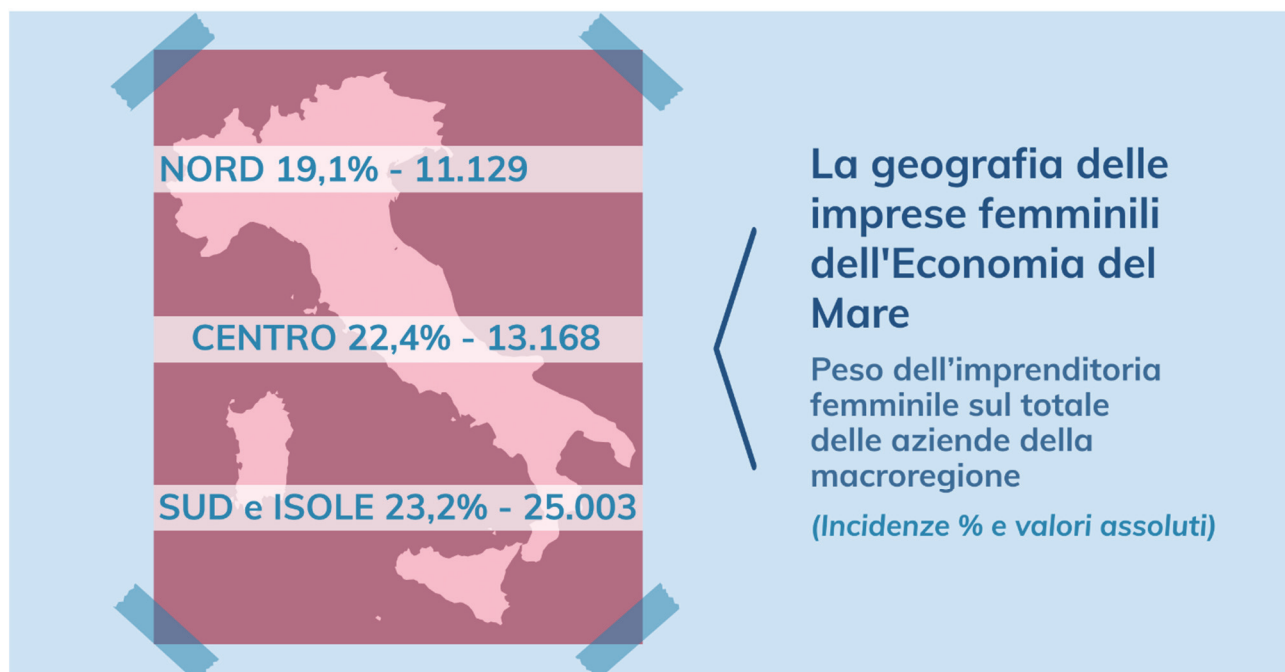 NORD 19,1% - 11.129
CENTRO 22,4% - 13.168
SUD e ISOLE 23,2% - 25.003
La geografia delle
imprese femminili
dell'Economia del
Mare
Peso dell’imprenditoria
femminile sul totale
delle aziende della
macroregione
(Incidenze % e valori assoluti)